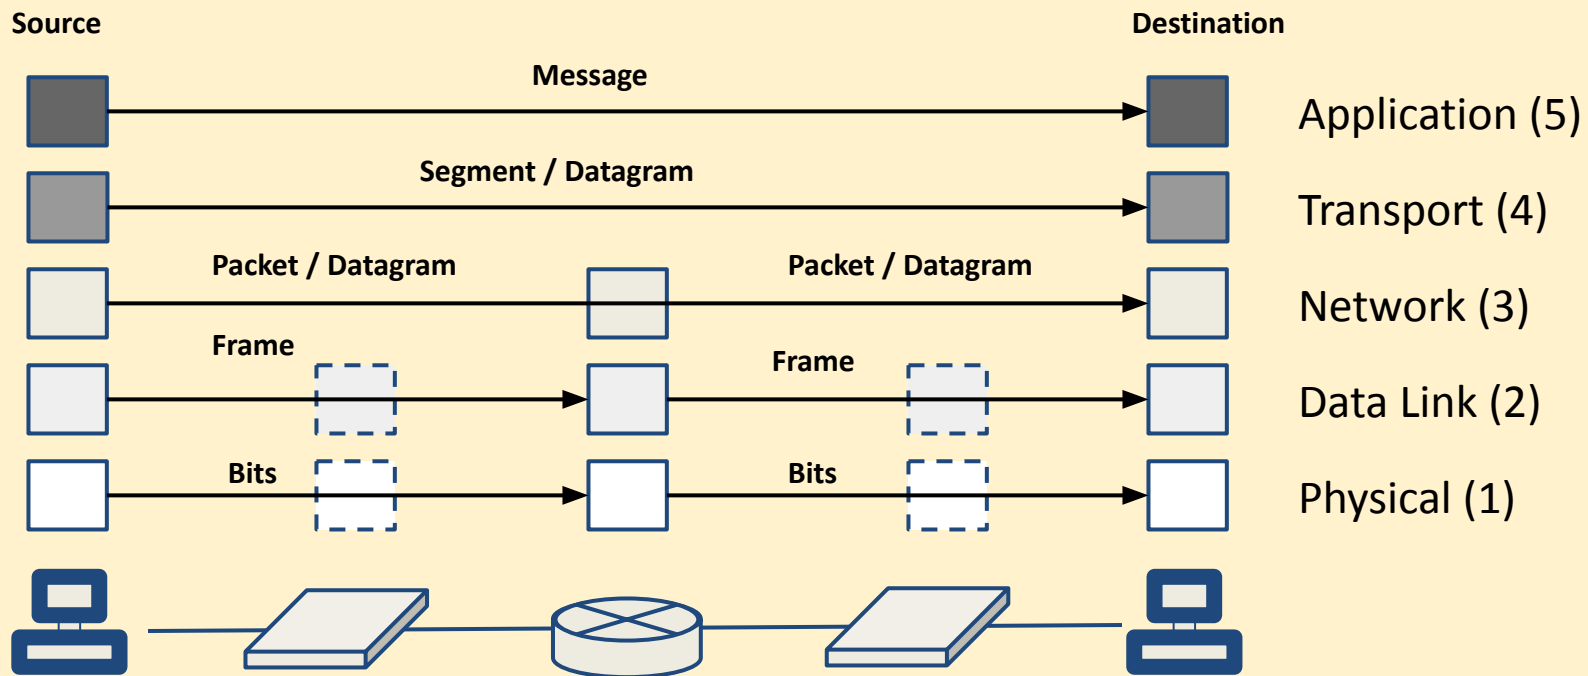 Source
Destination
Message
Application (5)
Segment / Datagram
Transport (4)
Packet / Datagram
Packet / Datagram
Network (3)
Frame
Frame
Data Link (2)
Bits
Bits
Physical (1)